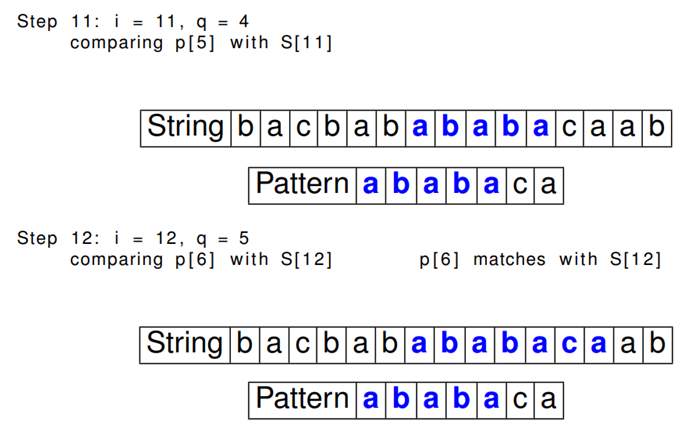 Step 11: i = 11, q = 4
comparing p[5] with S[11]
String b a c b a b a b a b a c a a b
Pattern a b a b a c a
Step 12: i = 12, q = 5
comparing p[6] with S[12] p[6] matches with S[12]
String b a c b a b a b a b a c a a b
Pattern a b a b a c a